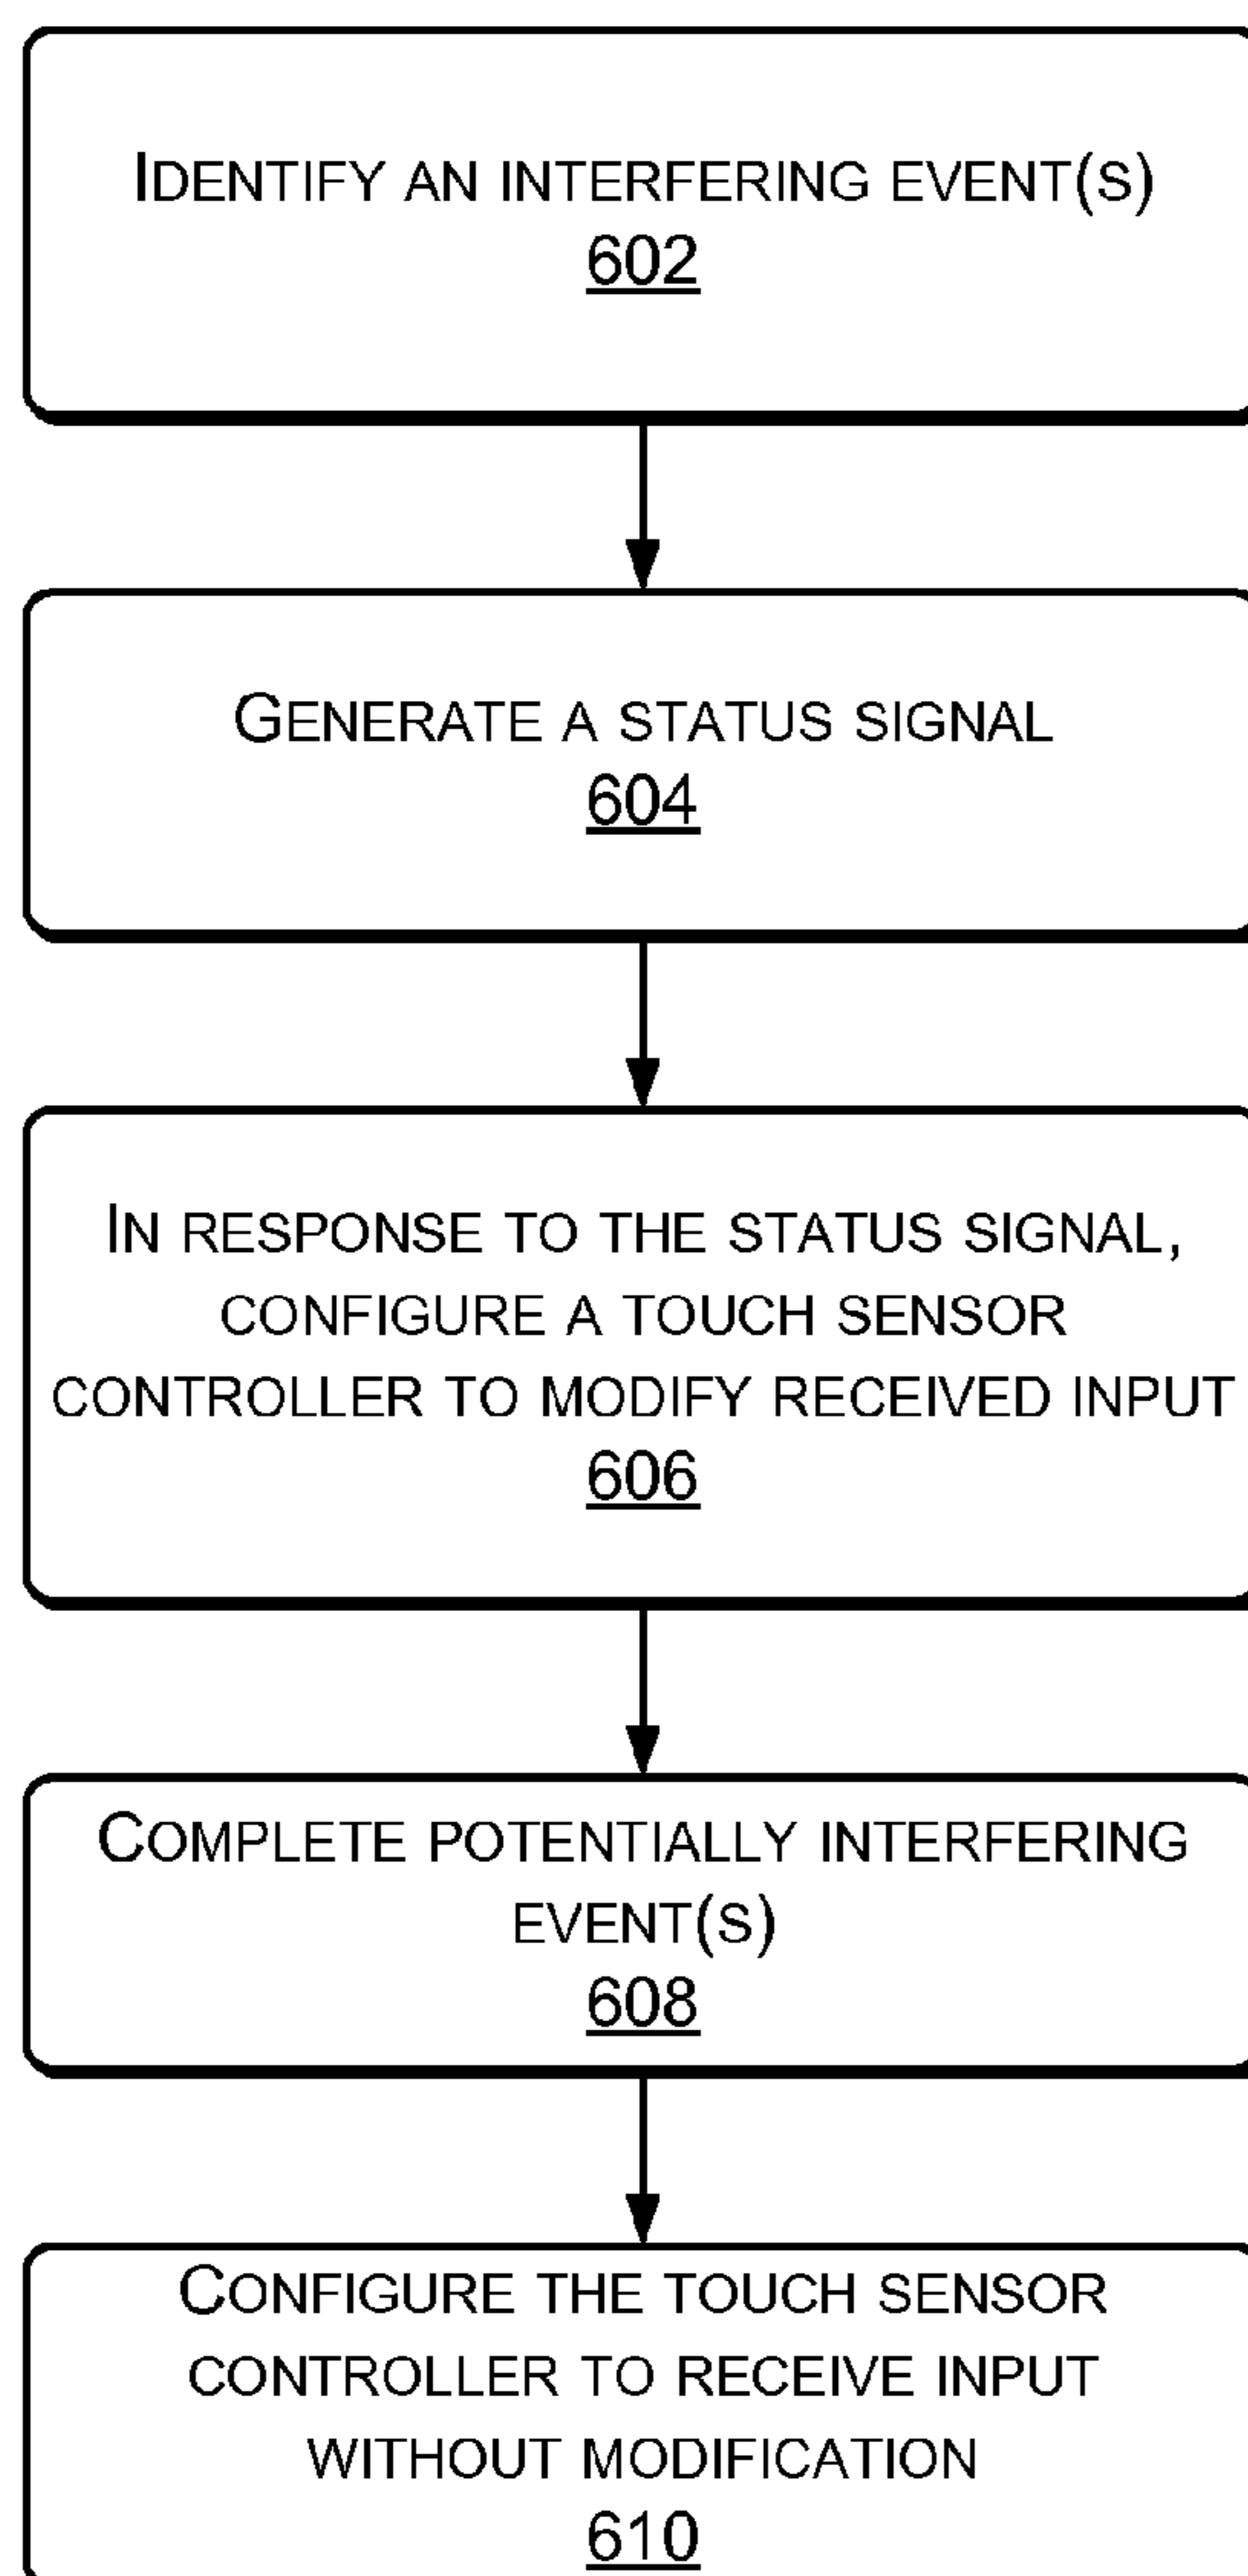 IDENTIFY AN INTERFERING EVENT(S)
602
GENERATE A STATUS SIGNAL
604
IN RESPONSE TO THE STATUS SIGNAL,
CONFIGURE A TOUCH SENSOR
CONTROLLER TO MODIFY RECEIVED INPUT
606
COMPLETE POTENTIALLY INTERFERING
EVENT(S)
608
CONFIGURE THE TOUCH SENSOR
CONTROLLER TO RECEIVE INPUT
WITHOUT MODIFICATION
610